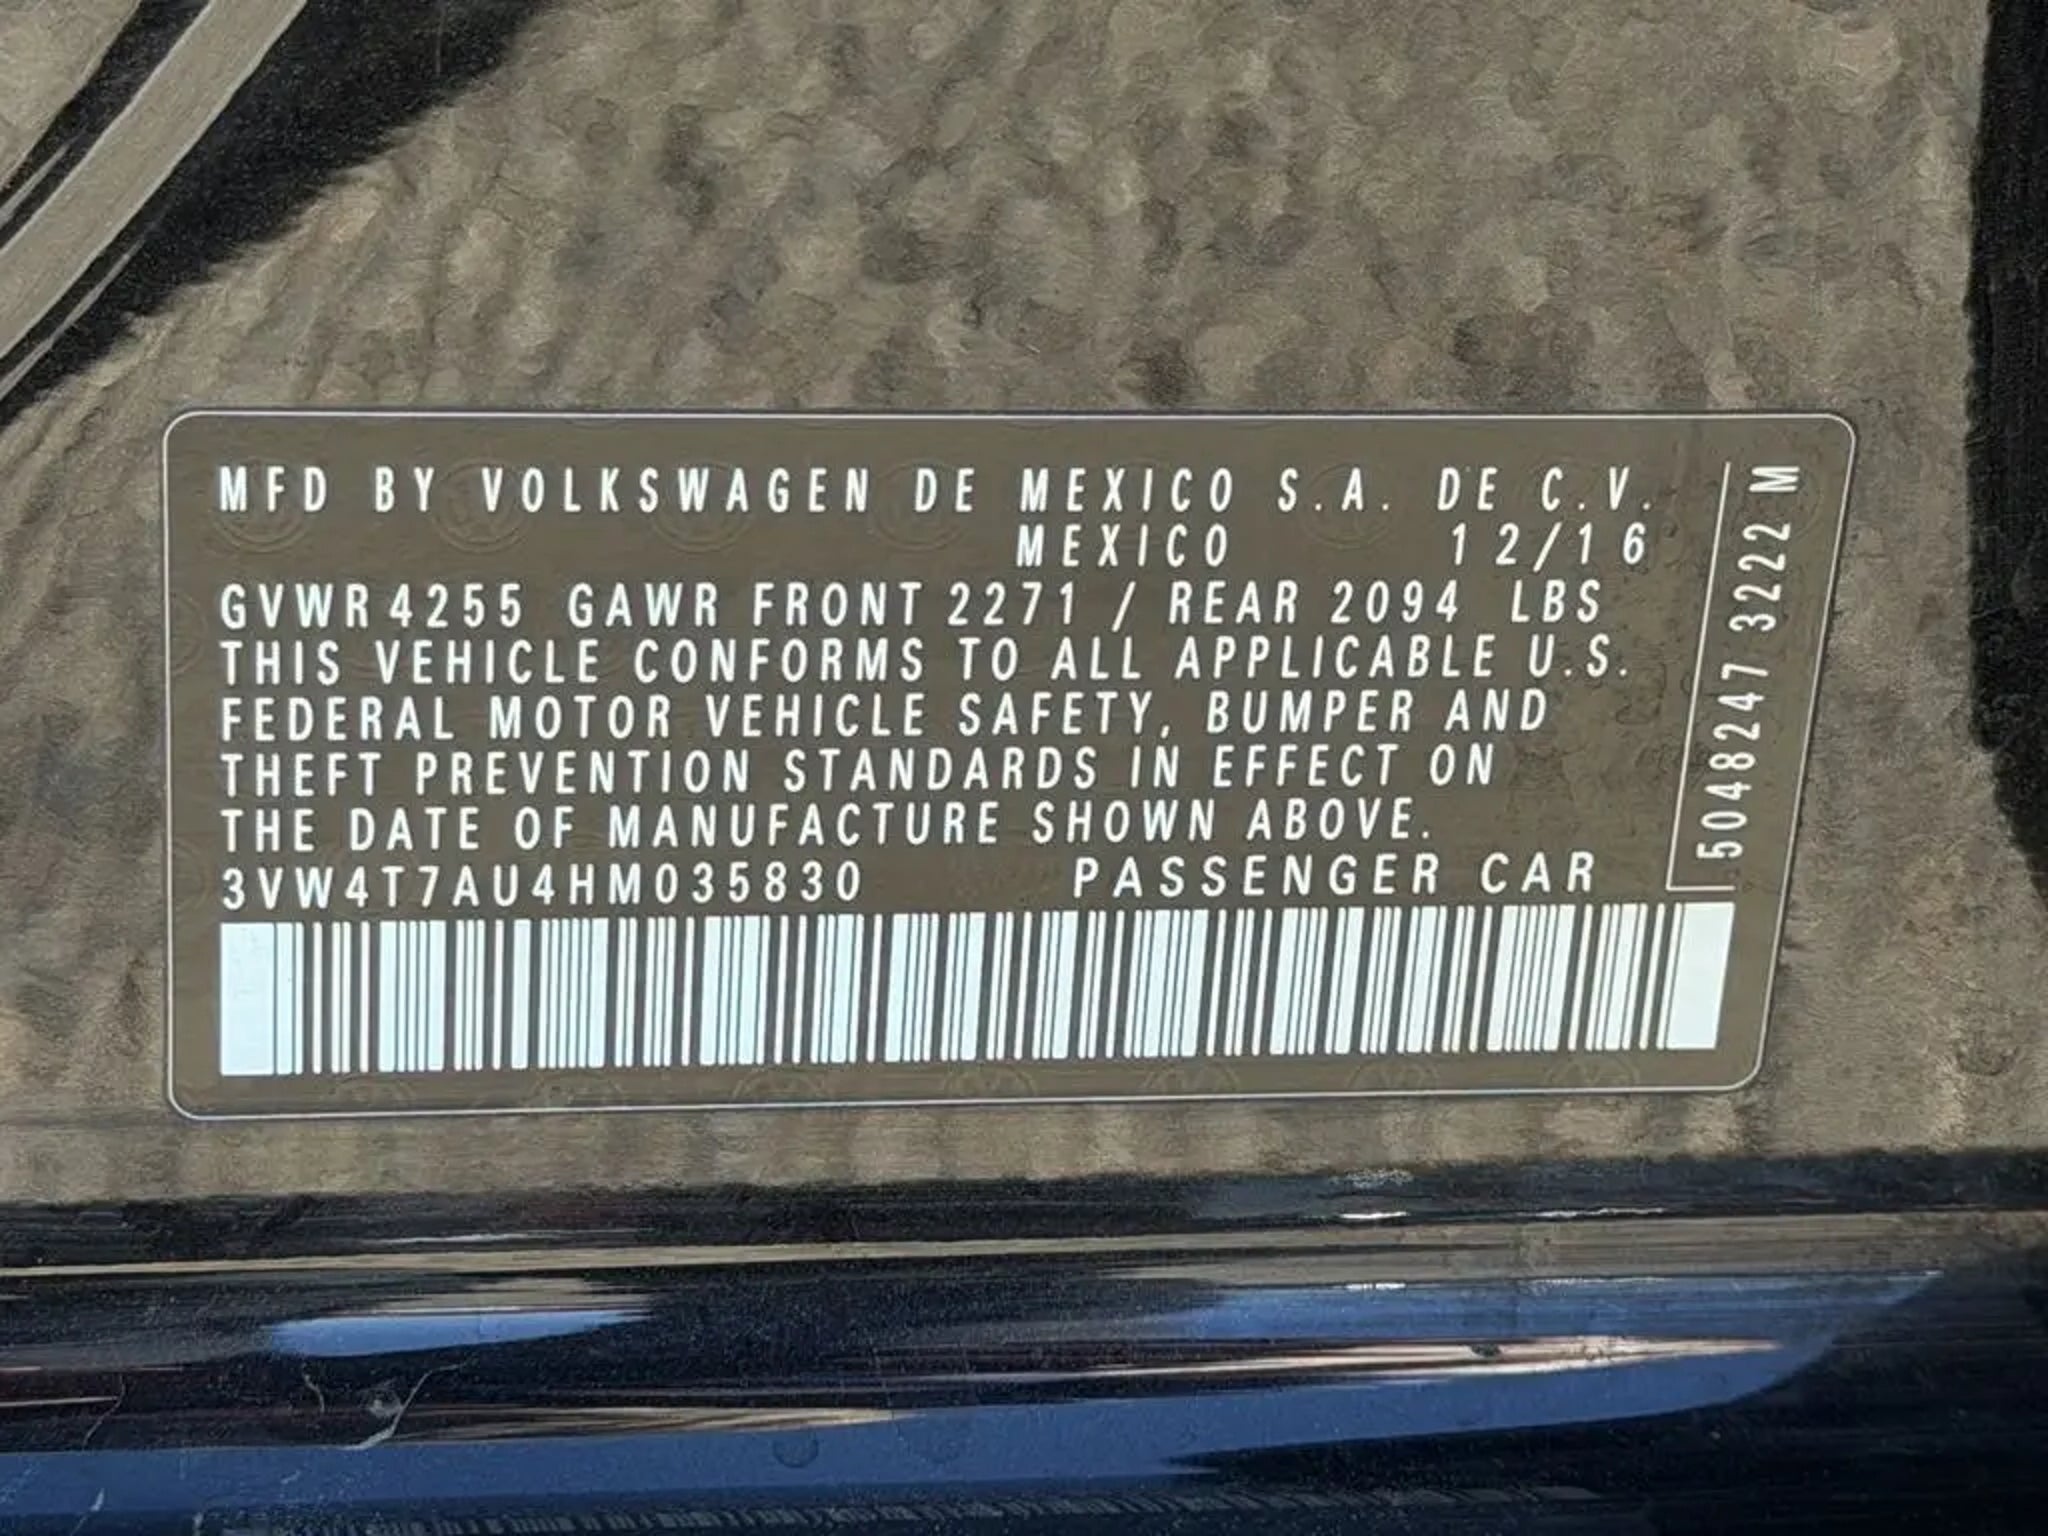 MFD BY VOLKSWAGEN DE MEXICO S.A. DE C.V.
MEXICO 12/16
GVWR 4255 GAWR FRONT 2271 / REAR 2094 LBS
THIS VEHICLE CONFORMS TO ALL APPLICABLE U.S.
FEDERAL MOTOR VEHICLE SAFETY, BUMPER AND
THEFT PREVENTION STANDARDS IN EFFECT ON
THE DATE OF MANUFACTURE SHOWN ABOVE.
3VW4T7AU4HM035830 PASSENGER CAR
5048247 3222 M